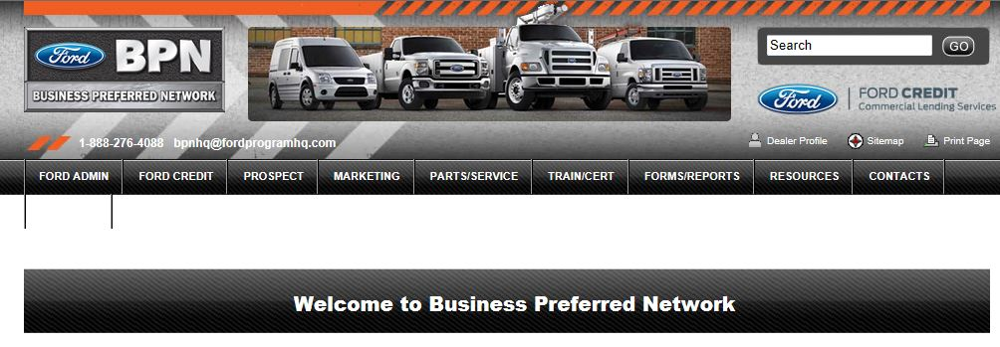 Ford BPN
BUSINESS PREFERRED NETWORK
Search GO
Ford FORD CREDIT
Commercial Lending Services
1-888-276-4088 bpnhq@fordprogramhq.com
Dealer Profile Sitemap Print Page
FORD ADMIN FORD CREDIT PROSPECT MARKETING PARTS/SERVICE TRAIN/CERT FORMS/REPORTS RESOURCES CONTACTS
Welcome to Business Preferred Network